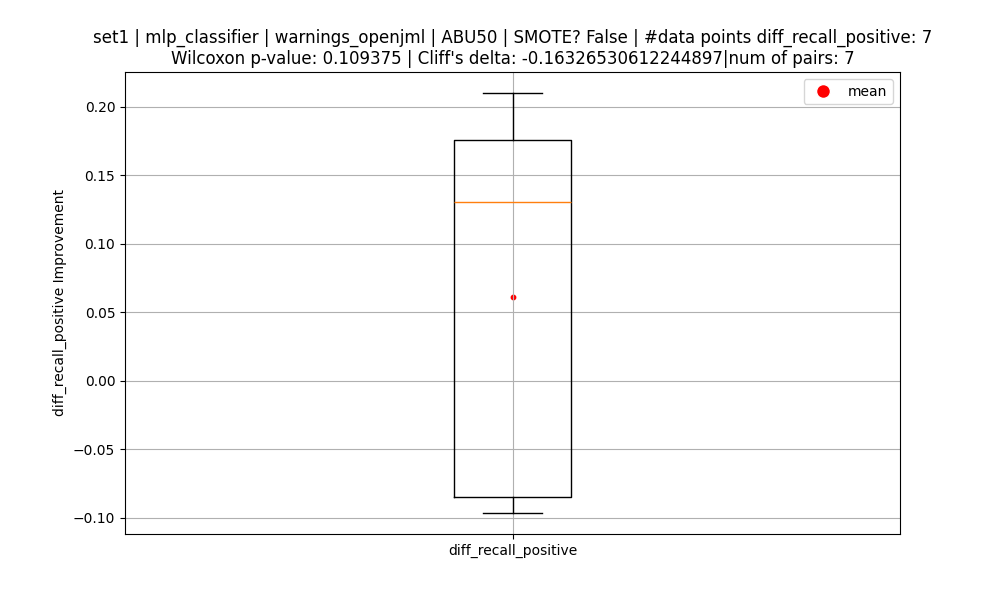 set1 | mlp_classifier | warnings_openjml | ABU50 | SMOTE? False | #data points diff_recall_positive: 7
Wilcoxon p-value: 0.109375 | Cliff's delta: -0.16326530612244897|num of pairs: 7
mean
diff_recall_positive Improvement
0.20
0.15
0.10
0.05
0.00
−0.05
−0.10
diff_recall_positive